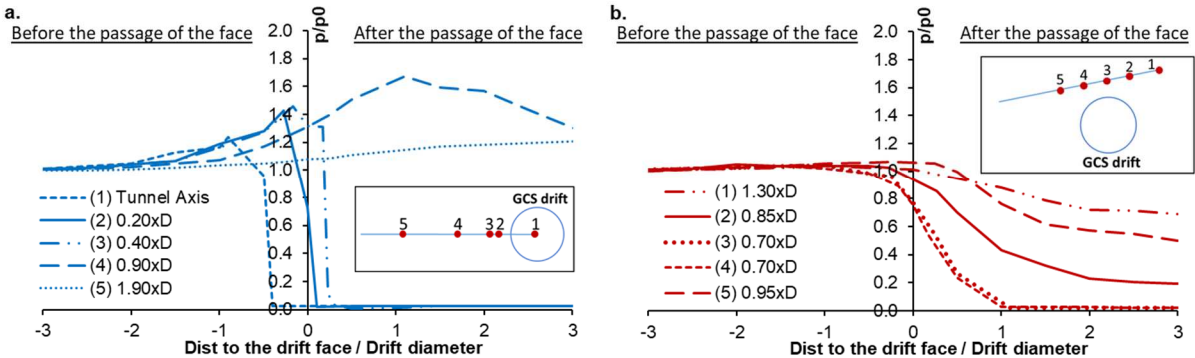 a.
Before the passage of the face
After the passage of the face
p/p0
2.0
1.8
1.6
1.4
1.2
1.0
0.8
0.6
0.4
0.2
0.0
(1) Tunnel Axis
(2) 0.20xD
(3) 0.40xD
(4) 0.90xD
(5) 1.90xD
GCS drift
5 4 3 2 1
-3 -2 -1 0 1 2 3
Dist to the drift face / Drift diameter
b.
Before the passage of the face
After the passage of the face
p/p0
2.0
1.8
1.6
1.4
1.2
1.0
0.8
0.6
0.4
0.2
0.0
(1) 1.30xD
(2) 0.85xD
(3) 0.70xD
(4) 0.70xD
(5) 0.95xD
5 4 3 2 1
GCS drift
-3 -2 -1 0 1 2 3
Dist to the drift face / Drift diameter